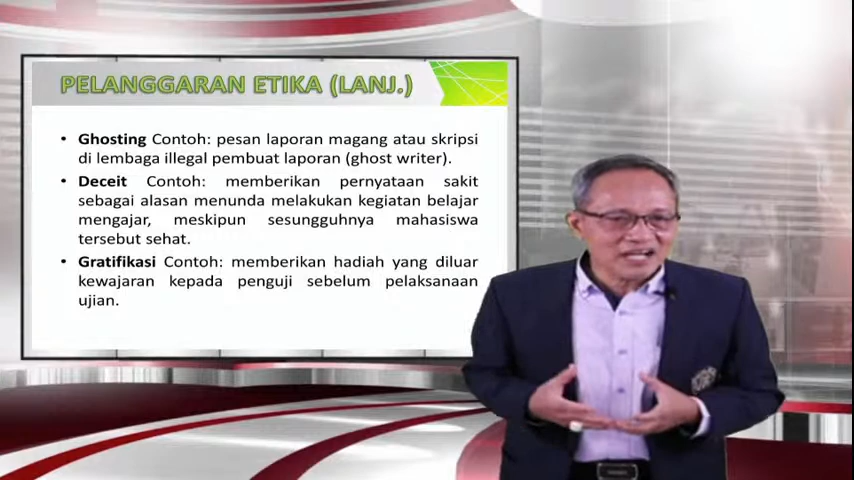 PELANGGARAN ETIKA (LANJ.)
• Ghosting Contoh: pesan laporan magang atau skripsi
di lembaga illegal pembuat laporan (ghost writer).
• Deceit Contoh: memberikan pernyataan sakit
sebagai alasan menunda melakukan kegiatan belajar
mengajar, meskipun sesungguhnya mahasiswa
tersebut sehat.
• Gratifikasi Contoh: memberikan hadiah yang diluar
kewajaran kepada penguji sebelum pelaksanaan
ujian.